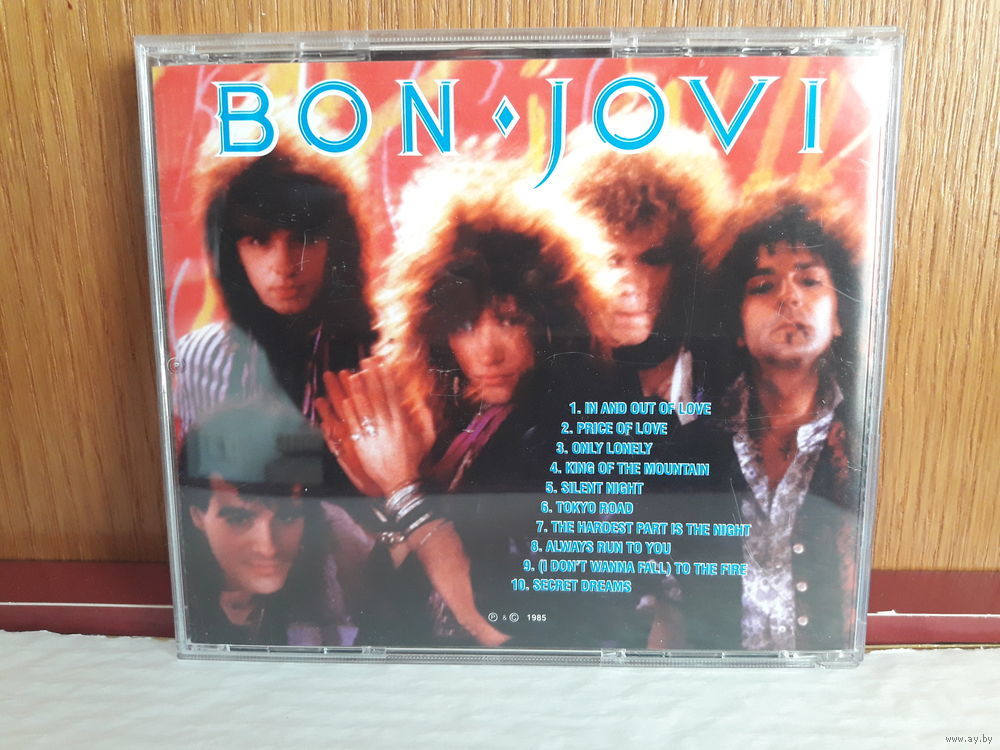 BON • JOVI
1. IN AND OUT OF LOVE
2. PRICE OF LOVE
3. ONLY LONELY
4. KING OF THE MOUNTAIN
5. SILENT NIGHT
6. TOKYO ROAD
7. THE HARDEST PART IS THE NIGHT
8. ALWAYS RUN TO YOU
9. (I DON'T WANNA FALL) TO THE FIRE
10. SECRET DREAMS
℗ & © 1985
www.ay.by